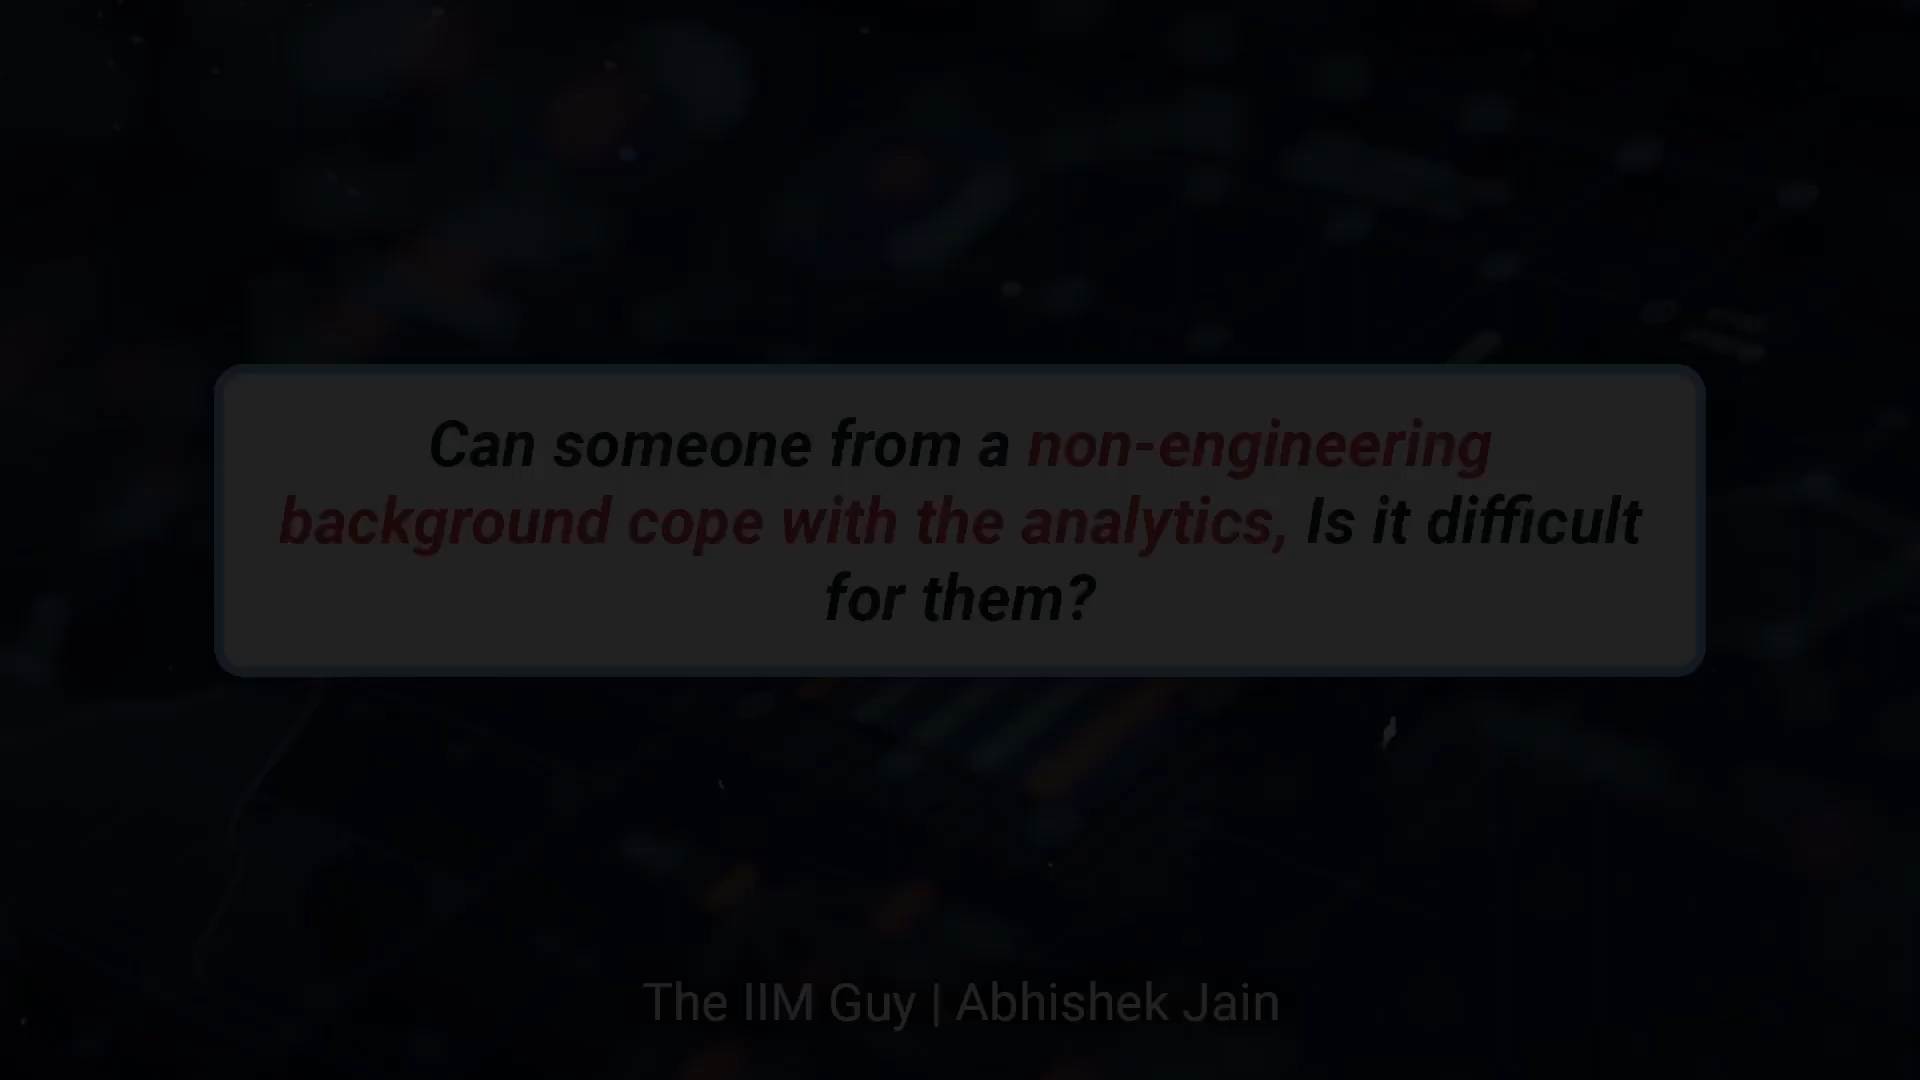 Can someone from a non-engineering
background cope with the analytics, Is it difficult
for them?
The IIM Guy | Abhishek Jain